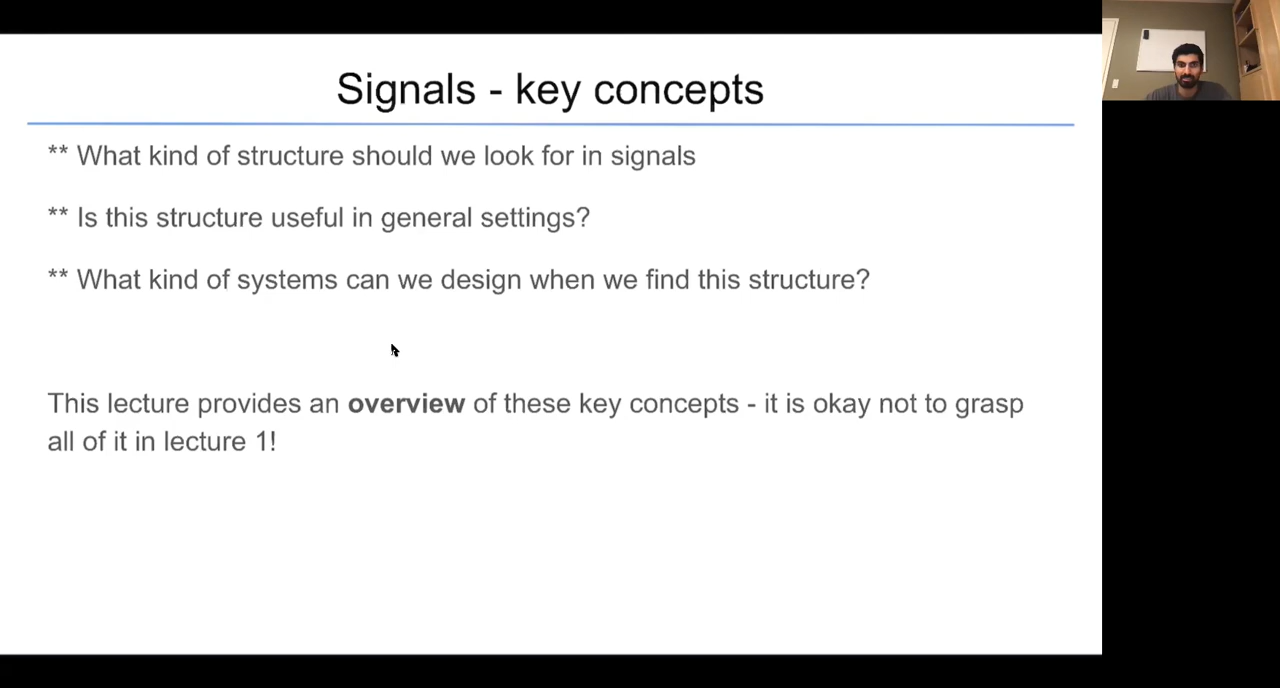 Signals - key concepts
** What kind of structure should we look for in signals
** Is this structure useful in general settings?
** What kind of systems can we design when we find this structure?
This lecture provides an overview of these key concepts - it is okay not to grasp
all of it in lecture 1!